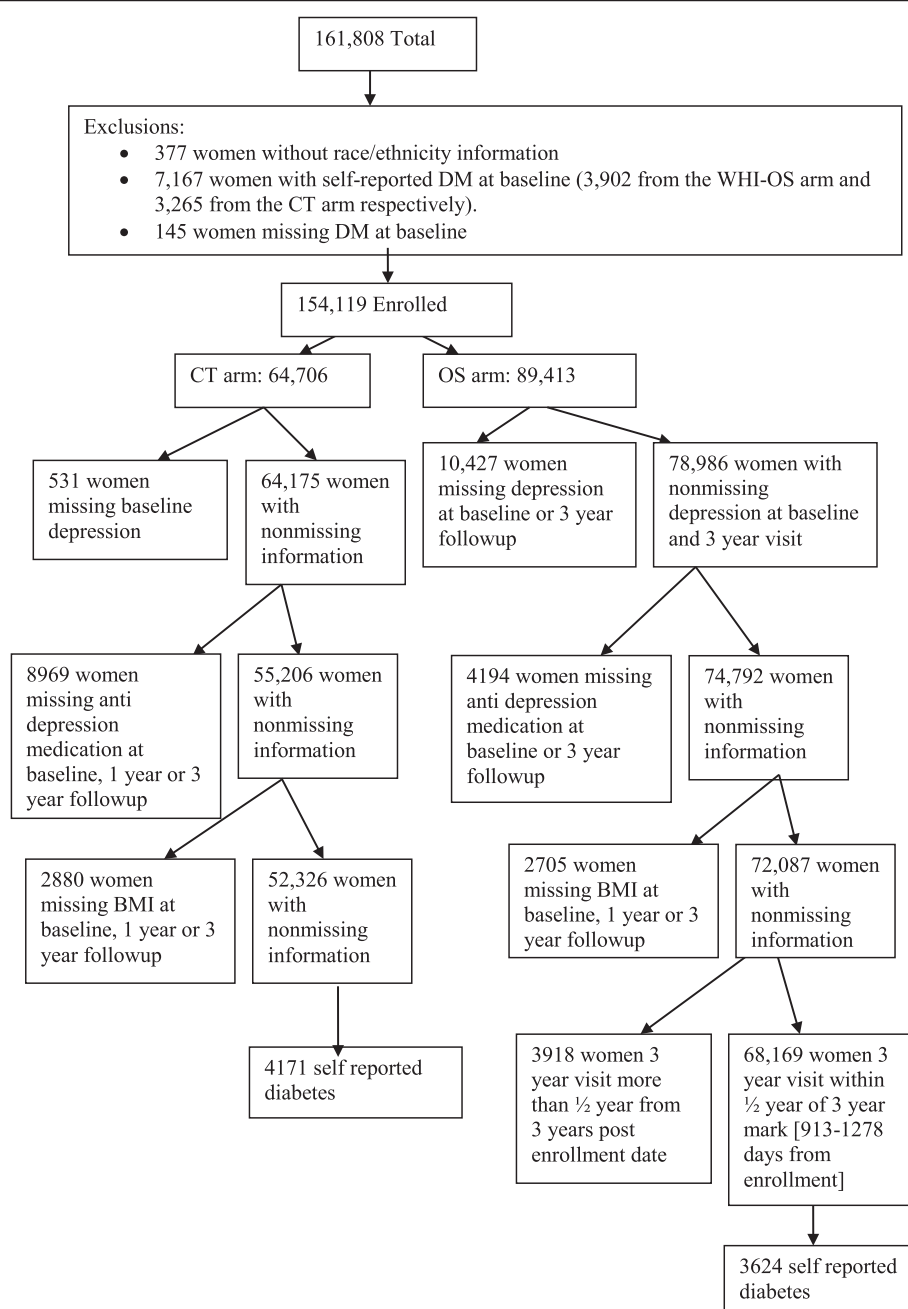 161,808 Total
Exclusions:
• 377 women without race/ethnicity information
• 7,167 women with self-reported DM at baseline (3,902 from the WHI-OS arm and
3,265 from the CT arm respectively).
• 145 women missing DM at baseline
154,119 Enrolled
CT arm: 64,706
OS arm: 89,413
531 women
missing baseline
depression
64,175 women
with
nonmissing
information
10,427 women
missing depression
at baseline or 3 year
followup
78,986 women with
nonmissing
depression at baseline
and 3 year visit
8969 women
missing anti
depression
medication at
baseline, 1 year or 3
year followup
55,206 women
with
nonmissing
information
4194 women missing
anti depression
medication at
baseline or 3 year
followup
74,792 women
with
nonmissing
information
2880 women
missing BMI at
baseline, 1 year or 3
year followup
52,326 women
with
nonmissing
information
2705 women
missing BMI at
baseline, 1 year or 3
year followup
72,087 women
with
nonmissing
information
4171 self reported
diabetes
3918 women 3
year visit more
than ½ year from
3 years post
enrollment date
68,169 women 3
year visit within
½ year of 3 year
mark [913-1278
days from
enrollment]
3624 self reported
diabetes